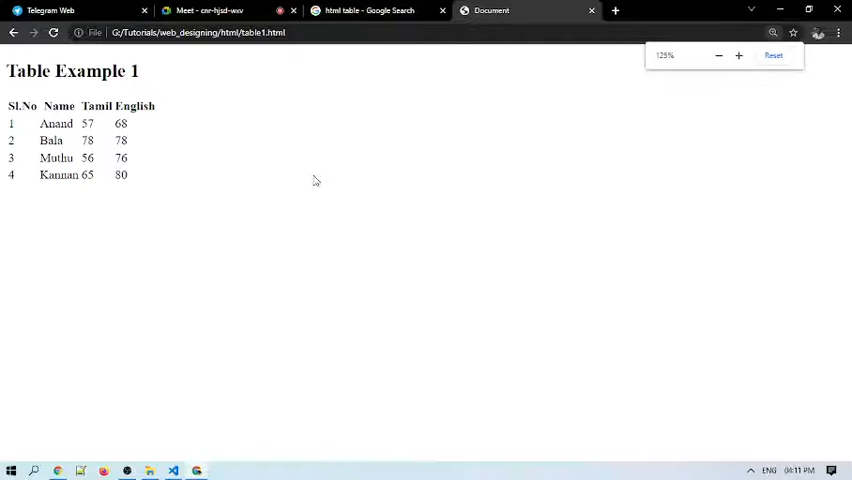 Telegram Web
Meet - cnr-hjsd-wxv
html table - Google Search
Document
File G:/Tutorials/web_designing/html/table1.html
125% Reset
Table Example 1
Sl.No Name Tamil English
1 Anand 57 68
2 Bala 78 78
3 Muthu 56 76
4 Kannan 65 80
ENG 04:11 PM